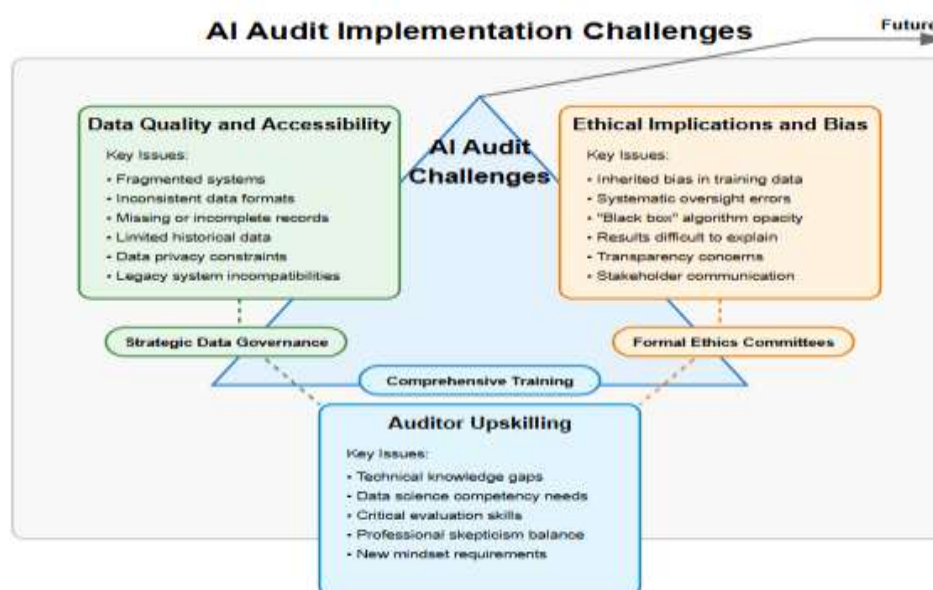 AI Audit Implementation Challenges
Future
Data Quality and Accessibility
Key Issues:
• Fragmented systems
• Inconsistent data formats
• Missing or incomplete records
• Limited historical data
• Data privacy constraints
• Legacy system incompatibilities
AI Audit
Challenges
Ethical Implications and Bias
Key Issues:
• Inherited bias in training data
• Systematic oversight errors
• "Black box" algorithm opacity
• Results difficult to explain
• Transparency concerns
• Stakeholder communication
Strategic Data Governance
Formal Ethics Committees
Comprehensive Training
Auditor Upskilling
Key Issues:
• Technical knowledge gaps
• Data science competency needs
• Critical evaluation skills
• Professional skepticism balance
• New mindset requirements